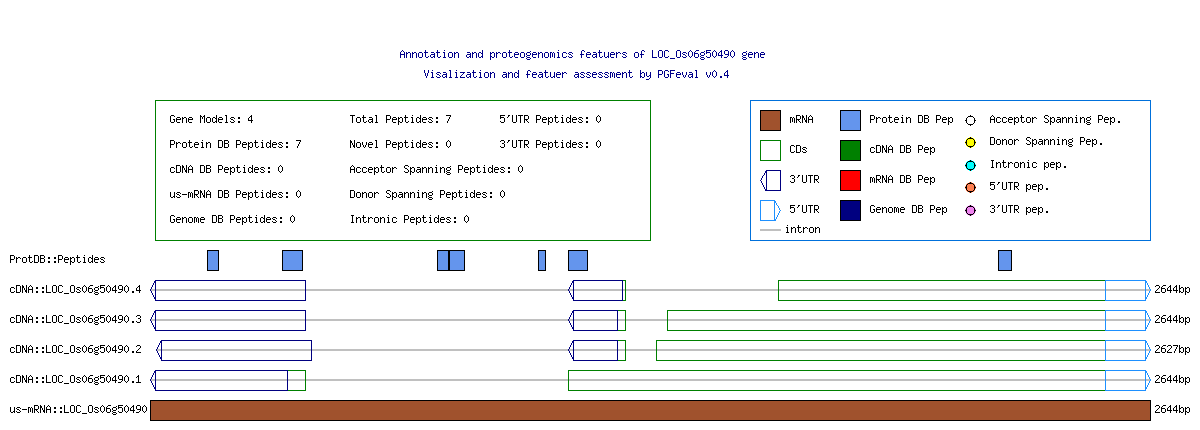 Annotation and proteogenomics featuers of LOC_Os06g50490 gene
Visalization and featuer assessment by PGFeval v0.4
Gene Models: 4 Total Peptides: 7 5'UTR Peptides: 0
Protein DB Peptides: 7 Novel Peptides: 0 3'UTR Peptides: 0
cDNA DB Peptides: 0 Acceptor Spanning Peptides: 0
us-mRNA DB Peptides: 0 Donor Spanning Peptides: 0
Genome DB Peptides: 0 Intronic Peptides: 0
mRNA Protein DB Pep Acceptor Spanning Pep.
CDs cDNA DB Pep Donor Spanning Pep.
3'UTR mRNA DB Pep Intronic pep.
5'UTR Genome DB Pep 5'UTR pep.
intron 3'UTR pep.
ProtDB::Peptides
cDNA::LOC_Os06g50490.4 2644bp
cDNA::LOC_Os06g50490.3 2644bp
cDNA::LOC_Os06g50490.2 2627bp
cDNA::LOC_Os06g50490.1 2644bp
us-mRNA::LOC_Os06g50490 2644bp